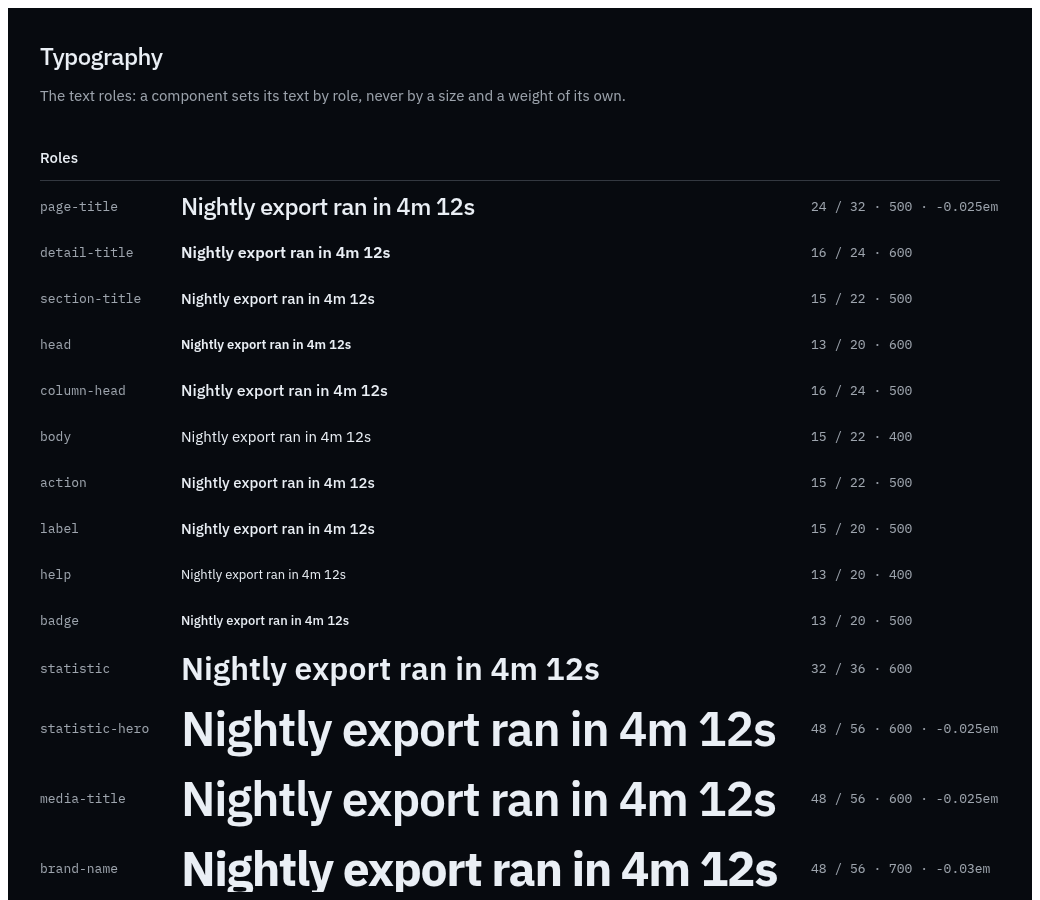 Typography
The text roles: a component sets its text by role, never by a size and a weight of its own.
Roles
page-title Nightly export ran in 4m 12s 24 / 32 · 500 · -0.025em
detail-title Nightly export ran in 4m 12s 16 / 24 · 600
section-title Nightly export ran in 4m 12s 15 / 22 · 500
head Nightly export ran in 4m 12s 13 / 20 · 600
column-head Nightly export ran in 4m 12s 16 / 24 · 500
body Nightly export ran in 4m 12s 15 / 22 · 400
action Nightly export ran in 4m 12s 15 / 22 · 500
label Nightly export ran in 4m 12s 15 / 20 · 500
help Nightly export ran in 4m 12s 13 / 20 · 400
badge Nightly export ran in 4m 12s 13 / 20 · 500
statistic Nightly export ran in 4m 12s 32 / 36 · 600
statistic-hero Nightly export ran in 4m 12s 48 / 56 · 600 · -0.025em
media-title Nightly export ran in 4m 12s 48 / 56 · 600 · -0.025em
brand-name Nightly export ran in 4m 12s 48 / 56 · 700 · -0.03em